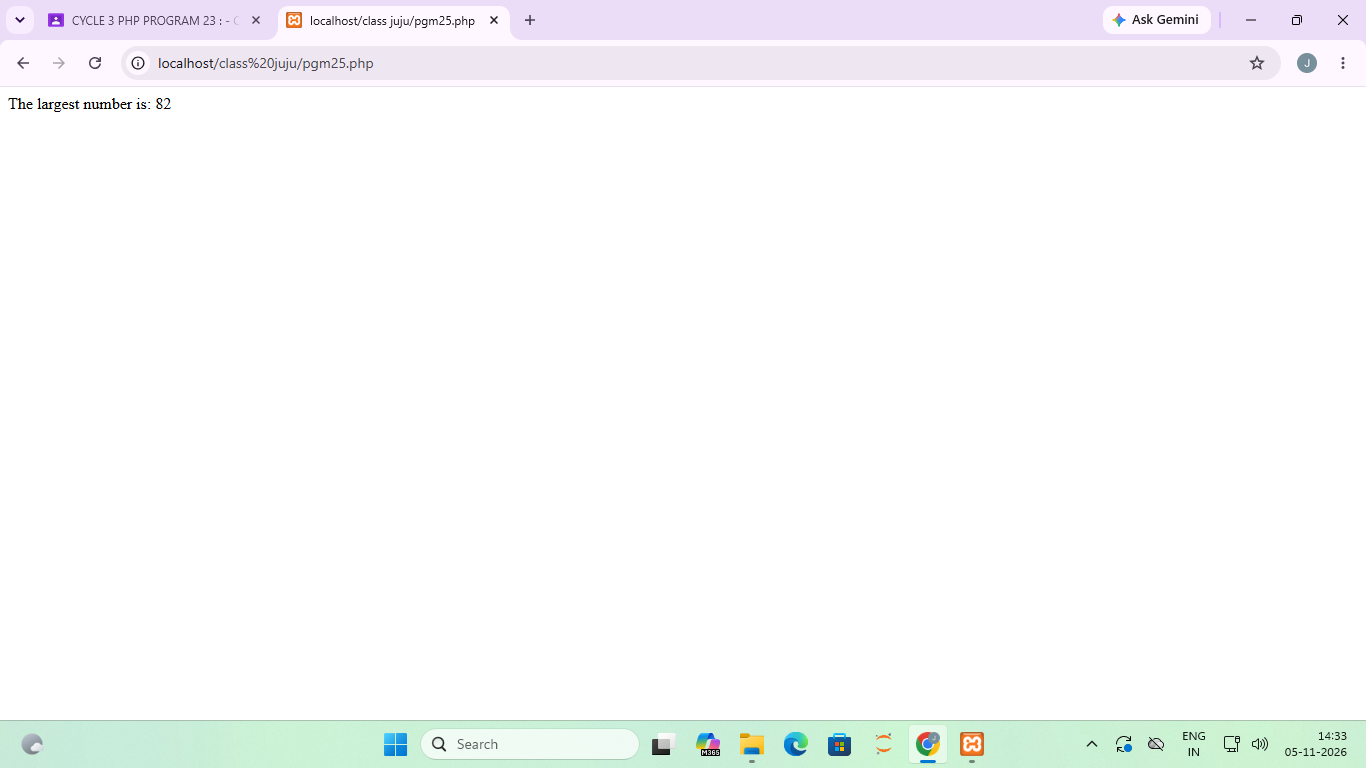 CYCLE 3 PHP PROGRAM 23 : -
localhost/class juju/pgm25.php
Ask Gemini
localhost/class%20juju/pgm25.php
J
The largest number is: 82
M365
Search
ENG
IN
14:33
05-11-2026